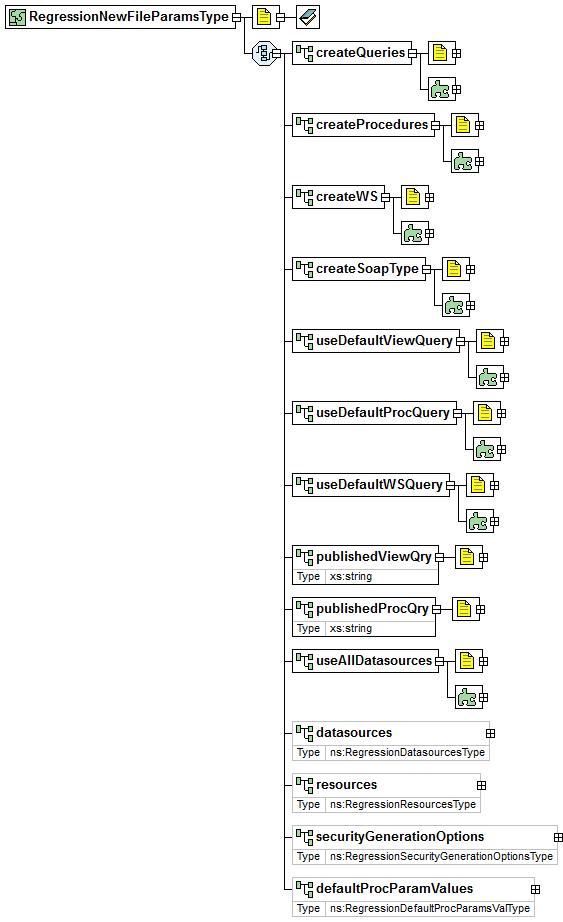 RegressionNewFileParamsType
createQueries
createProcedures
createWS
createSoapType
useDefaultViewQuery
useDefaultProcQuery
useDefaultWSQuery
publishedViewQry
Type xs:string
publishedProcQry
Type xs:string
useAllDatasources
datasources
Type ns:RegressionDatasourcesType
resources
Type ns:RegressionResourcesType
securityGenerationOptions
Type ns:RegressionSecurityGenerationOptionsType
defaultProcParamValues
Type ns:RegressionDefaultProcParamsValType